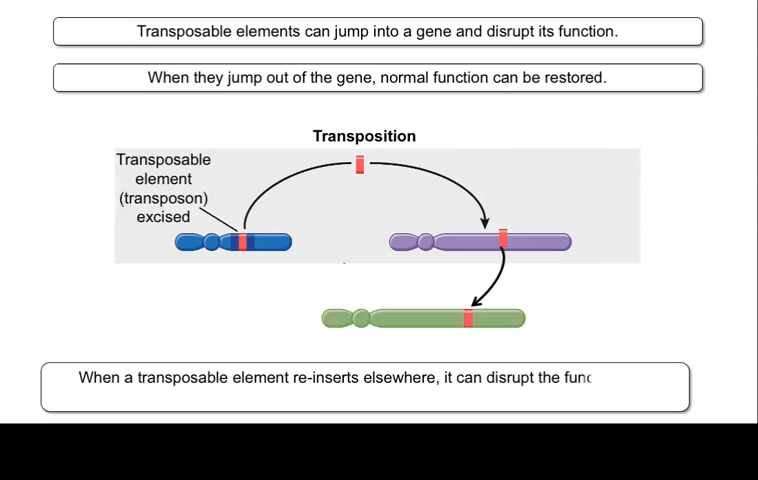 Transposable elements can jump into a gene and disrupt its function.
When they jump out of the gene, normal function can be restored.
Transposition
Transposable
element
(transposon)
excised
When a transposable element re-inserts elsewhere, it can disrupt the